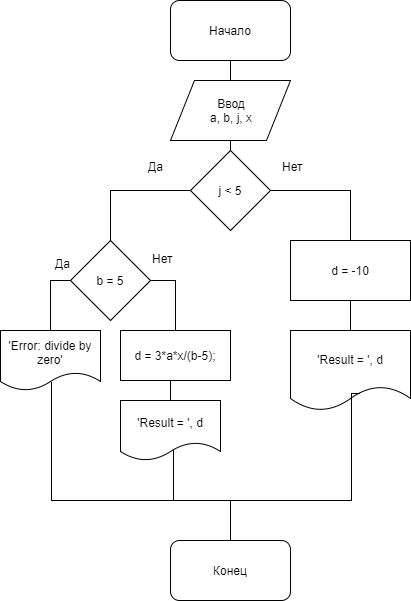 Начало
Ввод
a, b, j, x
Да
Нет
j < 5
Да
Нет
b = 5
d = -10
'Error: divide by
zero'
d = 3*a*x/(b-5);
'Result = ', d
'Result = ', d
Конец